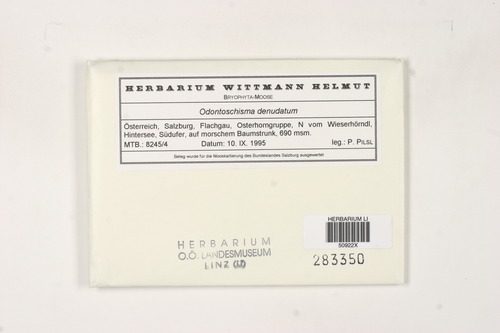 HERBARIUM WITTMANN HELMUT
BRYOPHYTA-MOOSE
Odontoschisma denudatum
Österreich, Salzburg, Flachgau, Osterhorngruppe, N vom Wieserhörndl,
Hintersee, Südufer, auf morschem Baumstrunk, 690 msm.
MTB.: 8245/4 Datum: 10. IX. 1995 leg.: P. PILSL
Beleg wurde für die Mooskartierung des Bundeslandes Salzburg ausgewertet
HERBARIUM LI
50922X
HERBARIUM
O.Ö. LANDESMUSEUM
LINZ (LI)
283350